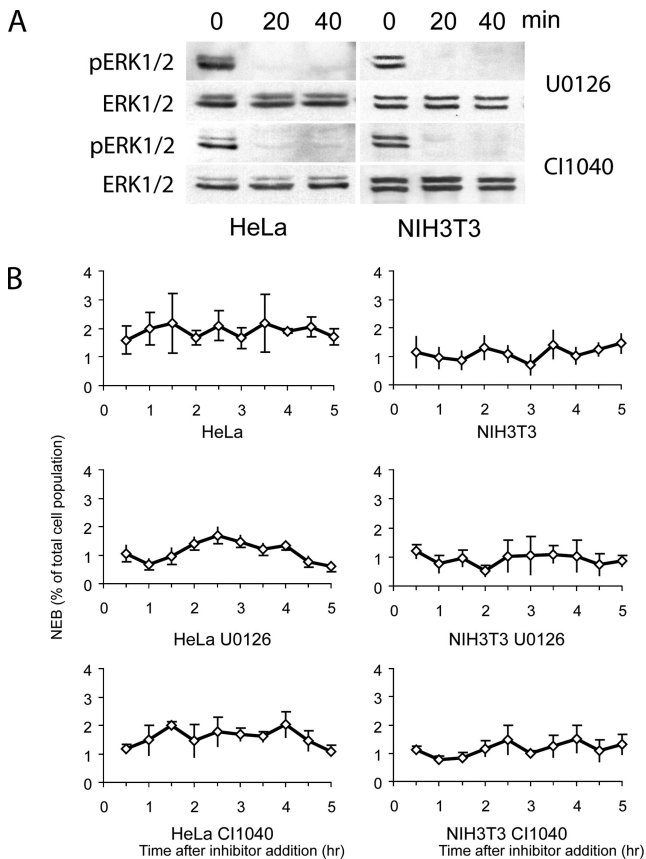 A
0 20 40 0 20 40 min
pERK1/2
ERK1/2
U0126
pERK1/2
ERK1/2
CI1040
HeLa NIH3T3
B
NEB (% of total cell population)
4
3
2
1
0
0 1 2 3 4 5
HeLa
4
3
2
1
0
0 1 2 3 4 5
NIH3T3
4
3
2
1
0
0 1 2 3 4 5
HeLa U0126
4
3
2
1
0
0 1 2 3 4 5
NIH3T3 U0126
4
3
2
1
0
0 1 2 3 4 5
HeLa CI1040
Time after inhibitor addition (hr)
4
3
2
1
0
0 1 2 3 4 5
NIH3T3 CI1040
Time after inhibitor addition (hr)